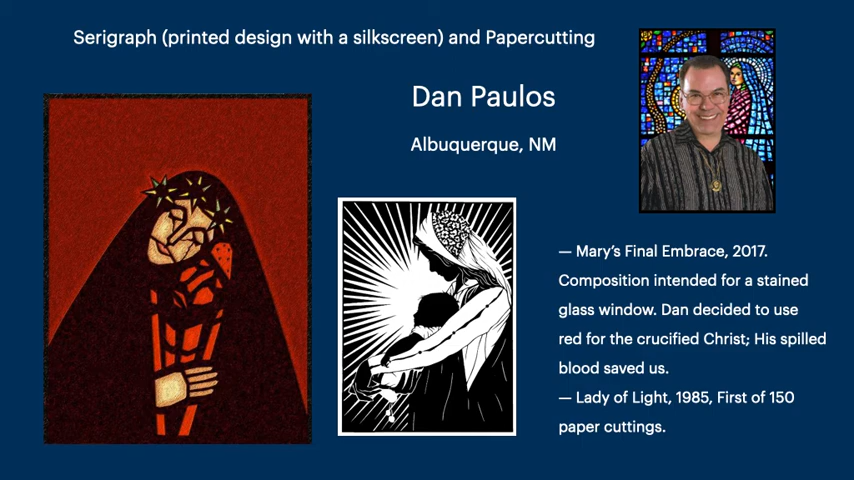 Serigraph (printed design with a silkscreen) and Papercutting
Dan Paulos
Albuquerque, NM
— Mary’s Final Embrace, 2017.
Composition intended for a stained
glass window. Dan decided to use
red for the crucified Christ; His spilled
blood saved us.
— Lady of Light, 1985, First of 150
paper cuttings.